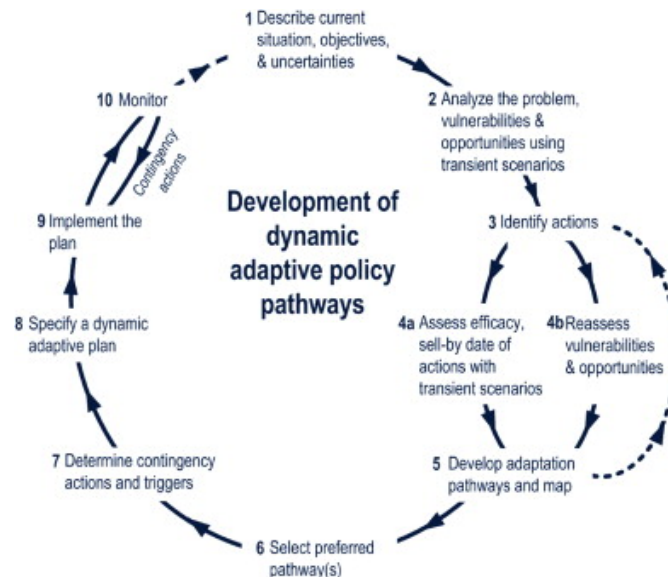 1 Describe current
situation, objectives,
& uncertainties
2 Analyze the problem,
vulnerabilities &
opportunities using
transient scenarios
3 Identify actions
4a Assess efficacy,
sell-by date of
actions with
transient scenarios
4b Reassess
vulnerabilities
& opportunities
5 Develop adaptation
pathways and map
6 Select preferred
pathway(s)
7 Determine contingency
actions and triggers
8 Specify a dynamic
adaptive plan
9 Implement the
plan
10 Monitor
Contingency
actions
Development of
dynamic
adaptive policy
pathways